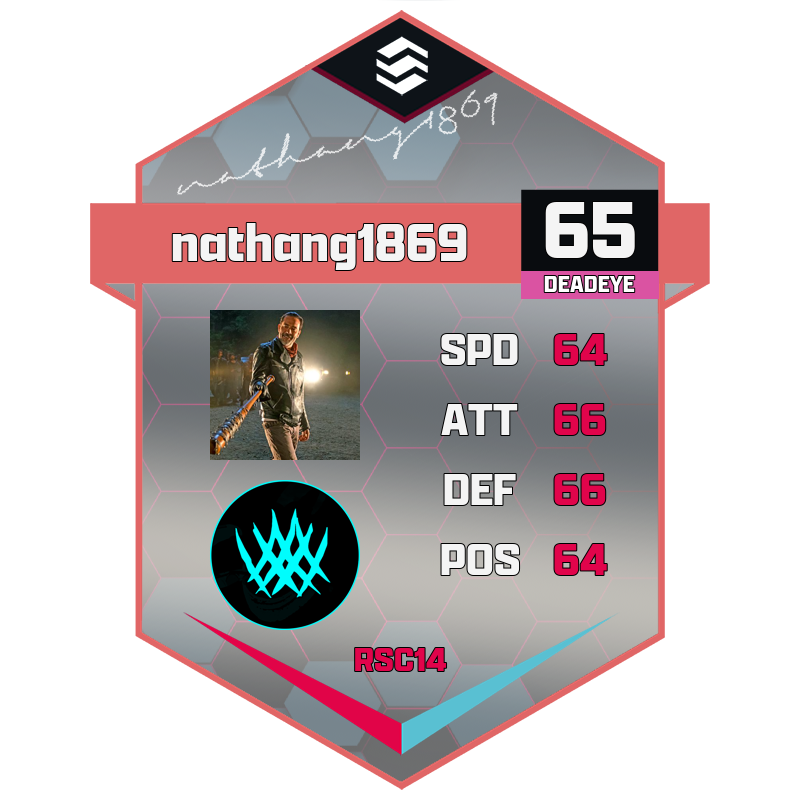 nathang1869
nathang1869
65
DEADEYE
SPD 64
ATT 66
DEF 66
POS 64
RSC14